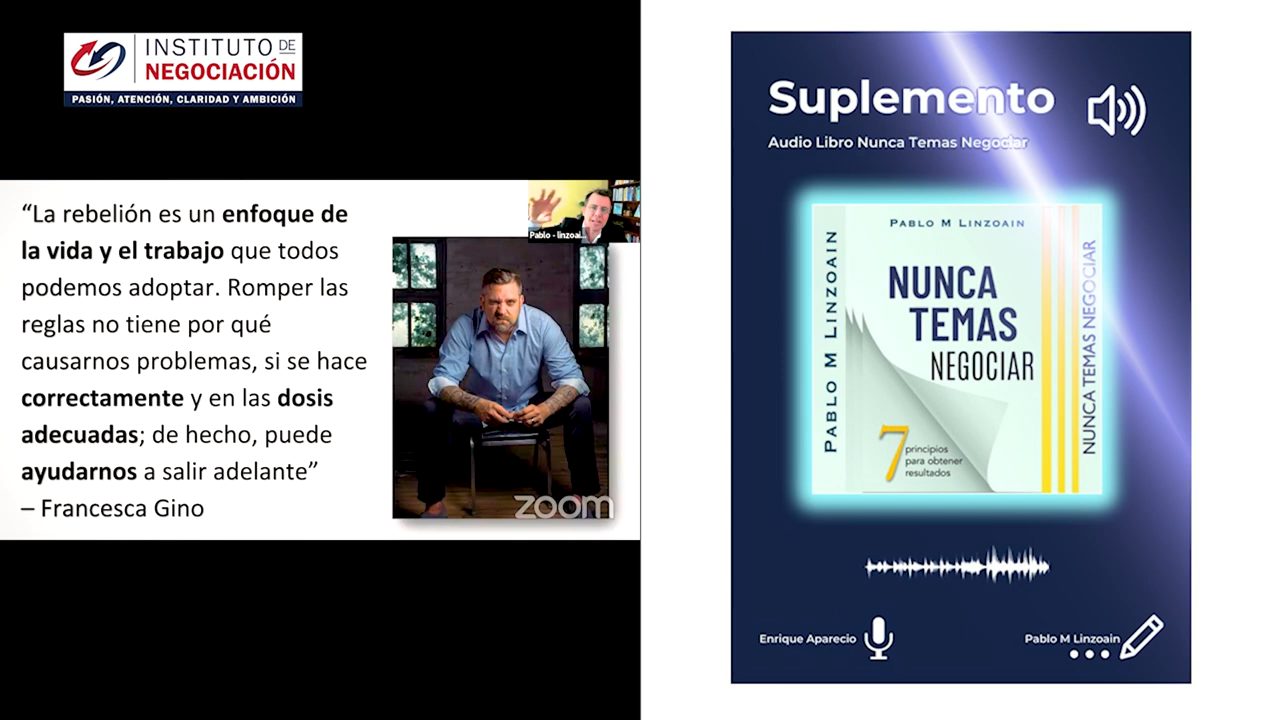 INSTITUTO DE
NEGOCIACIÓN
PASIÓN, ATENCIÓN, CLARIDAD Y AMBICIÓN
“La rebelión es un enfoque de
la vida y el trabajo que todos
podemos adoptar. Romper las
reglas no tiene por qué
causarnos problemas, si se hace
correctamente y en las dosis
adecuadas; de hecho, puede
ayudarnos a salir adelante”
– Francesca Gino
Pablo - linzoai...
zoom
Suplemento
Audio Libro Nunca Temas Negociar
PABLO M LINZOAIN
PABLO M LINZOAIN
NUNCA
TEMAS
NEGOCIAR
7 principios
para obtener
resultados
NUNCA TEMAS NEGOCIAR
Enrique Aparecio
Pablo M Linzoain